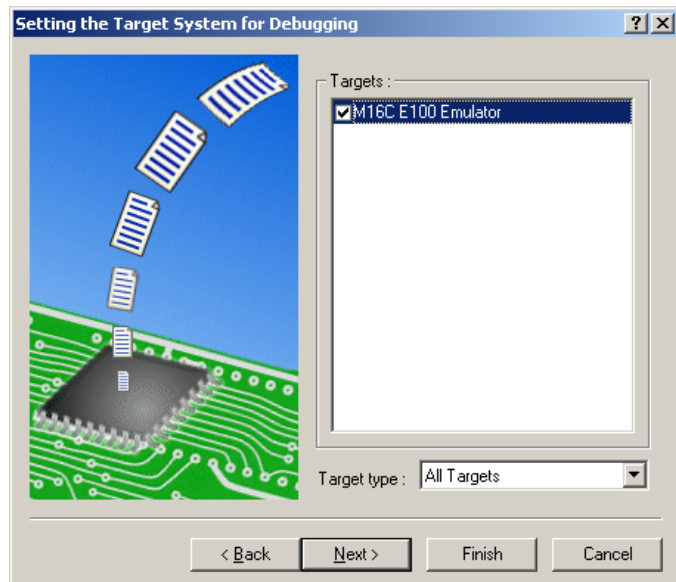 Setting the Target System for Debugging
Targets :
M16C E100 Emulator
Target type : All Targets
< Back Next > Finish Cancel